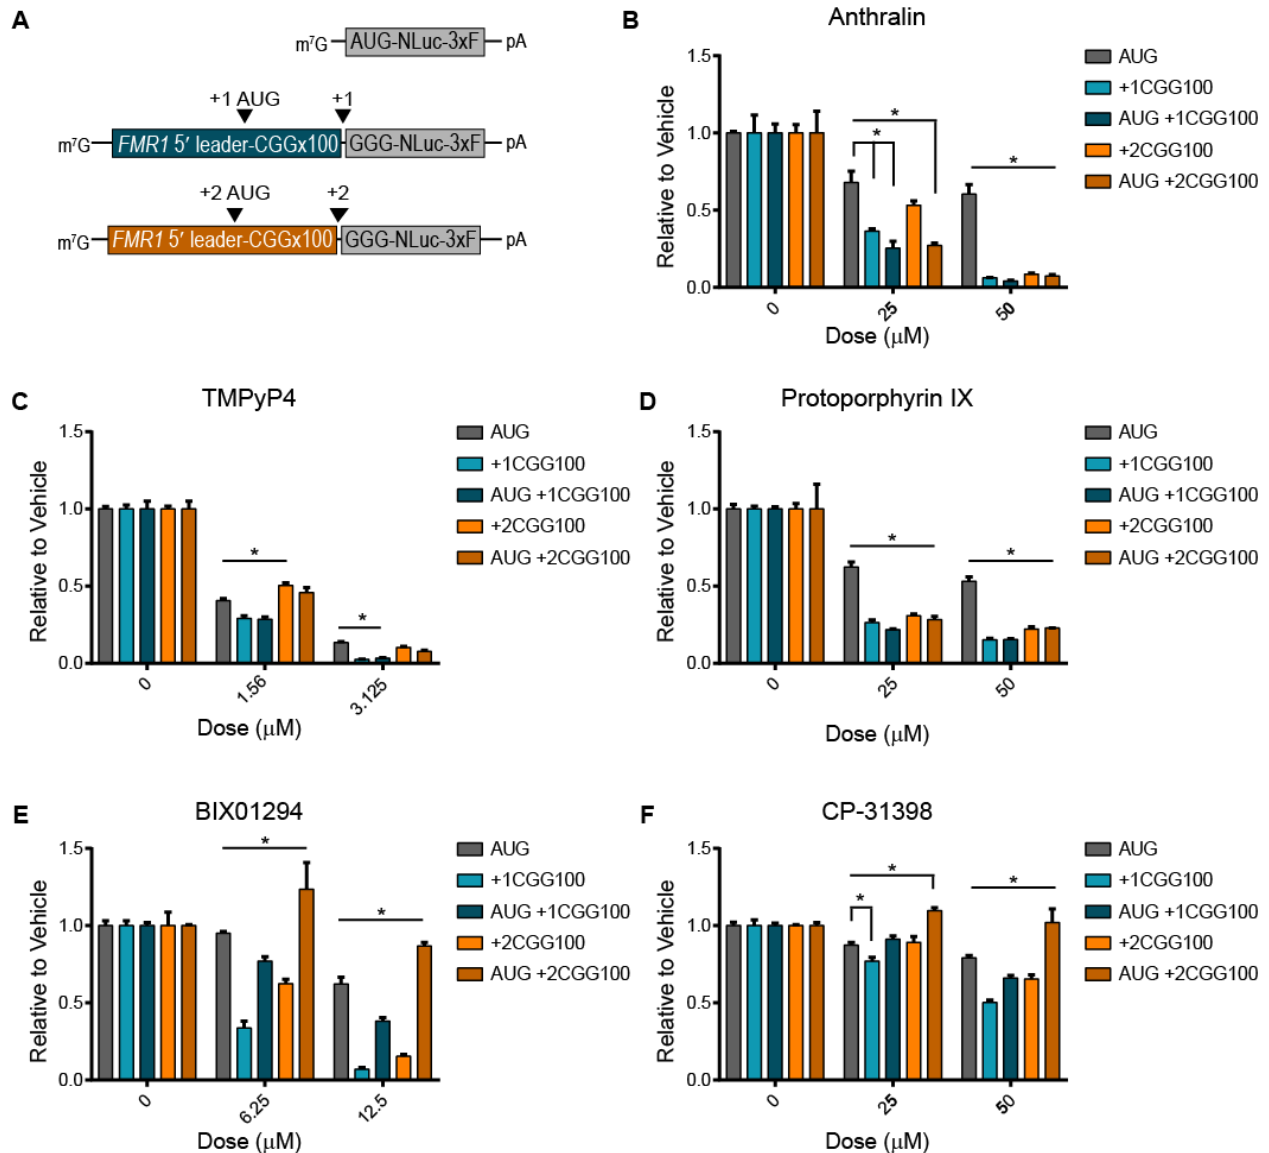 A
m⁷G AUG-NLuc-3xF pA
+1 AUG +1
m⁷G FMR1 5′ leader-CGGx100 GGG-NLuc-3xF pA
+2 AUG +2
m⁷G FMR1 5′ leader-CGGx100 GGG-NLuc-3xF pA
B
Anthralin
Relative to Vehicle
1.5
1.0
0.5
0.0
* * *
0 25 50
Dose (μM)
AUG
+1CGG100
AUG +1CGG100
+2CGG100
AUG +2CGG100
C
TMPyP4
Relative to Vehicle
1.5
1.0
0.5
0.0
* *
0 1.56 3.125
Dose (μM)
AUG
+1CGG100
AUG +1CGG100
+2CGG100
AUG +2CGG100
D
Protoporphyrin IX
Relative to Vehicle
1.5
1.0
0.5
0.0
* *
0 25 50
Dose (μM)
AUG
+1CGG100
AUG +1CGG100
+2CGG100
AUG +2CGG100
E
BIX01294
Relative to Vehicle
1.5
1.0
0.5
0.0
* *
0 6.25 12.5
Dose (μM)
AUG
+1CGG100
AUG +1CGG100
+2CGG100
AUG +2CGG100
F
CP-31398
Relative to Vehicle
1.5
1.0
0.5
0.0
* * *
0 25 50
Dose (μM)
AUG
+1CGG100
AUG +1CGG100
+2CGG100
AUG +2CGG100